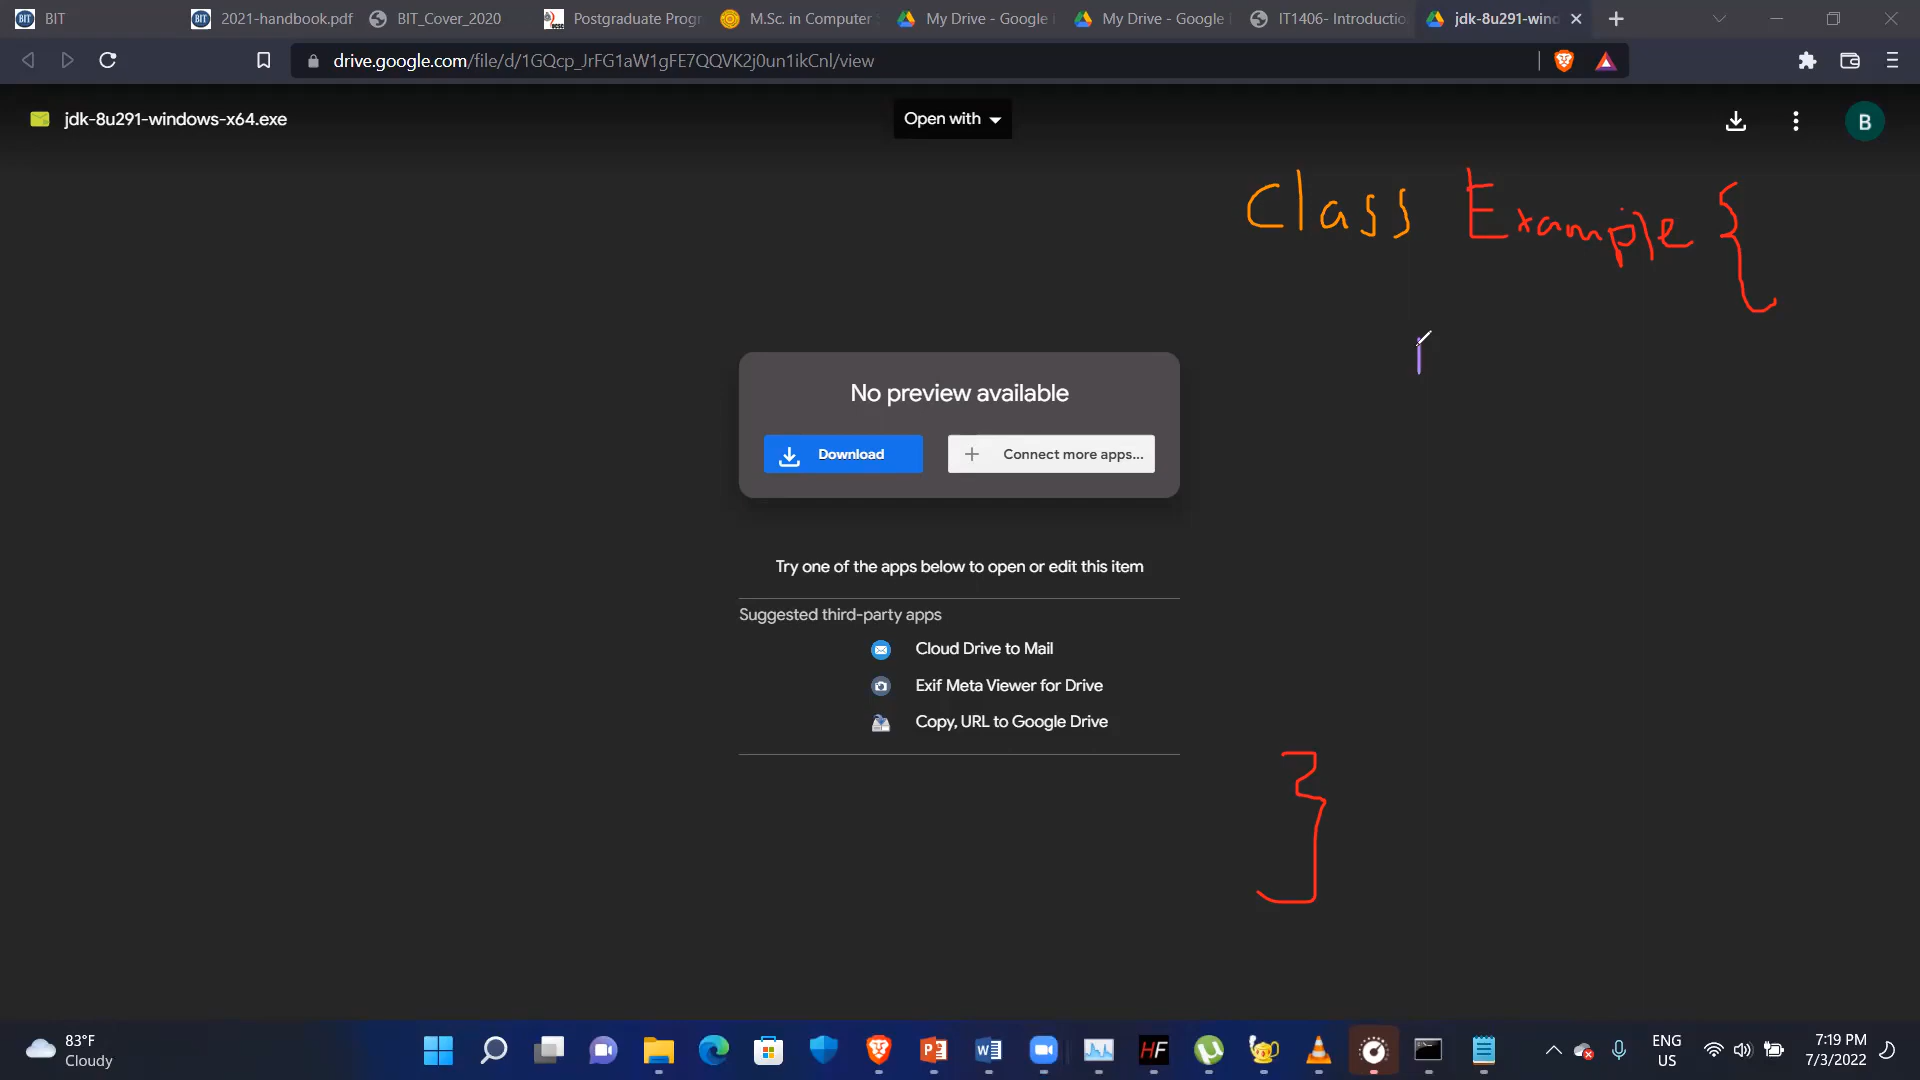 BIT
2021-handbook.pdf
BIT_Cover_2020
Postgraduate Progr
M.Sc. in Computer
My Drive - Google
My Drive - Google
IT1406- Introductio
jdk-8u291-wind
drive.google.com/file/d/1GQcp_JrFG1aW1gFE7QQVK2j0un1ikCnl/view
jdk-8u291-windows-x64.exe
Open with
B
Class Example {
No preview available
Download
Connect more apps...
Try one of the apps below to open or edit this item
Suggested third-party apps
Cloud Drive to Mail
Exif Meta Viewer for Drive
Copy, URL to Google Drive
}
83°F
Cloudy
HF
ENG
US
7:19 PM
7/3/2022